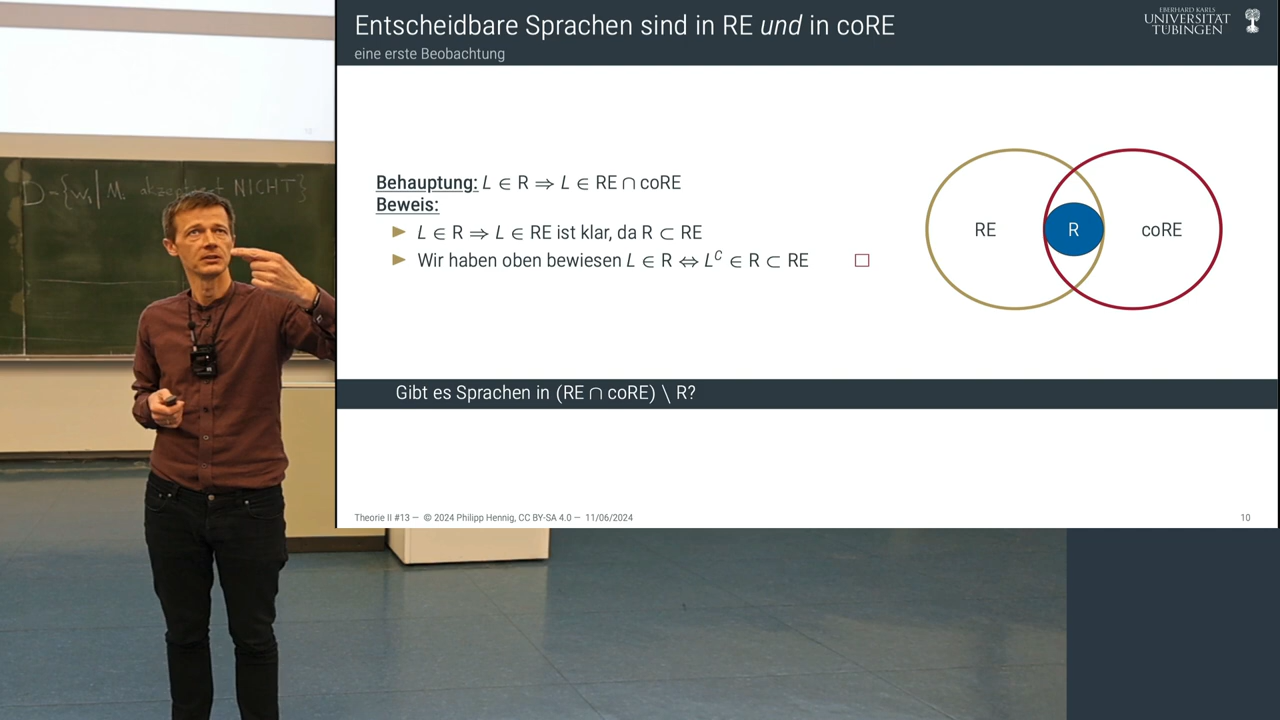 Entscheidbare Sprachen sind in RE und in coRE
eine erste Beobachtung
EBERHARD KARLS
UNIVERSITÄT
TÜBINGEN
D={w_i | M_i akzeptiert NICHT}
Behauptung: L ∈ R ⇒ L ∈ RE ∩ coRE
Beweis:
▶ L ∈ R ⇒ L ∈ RE ist klar, da R ⊂ RE
▶ Wir haben oben bewiesen L ∈ R ⇔ L^C ∈ R ⊂ RE □
RE R coRE
Gibt es Sprachen in (RE ∩ coRE) \ R?
Theorie II #13 — © 2024 Philipp Hennig, CC BY-SA 4.0 — 11/06/2024 10